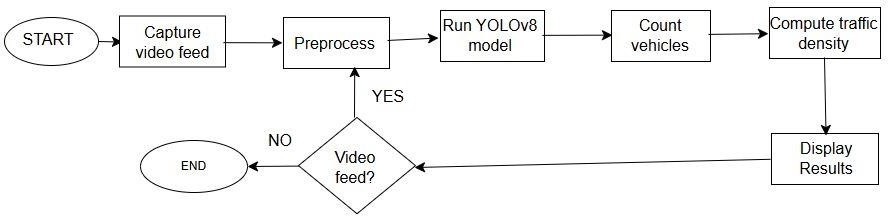 START
Capture
video feed
Preprocess
Run YOLOv8
model
Count
vehicles
Compute traffic
density
YES
NO
END
Video
feed?
Display
Results